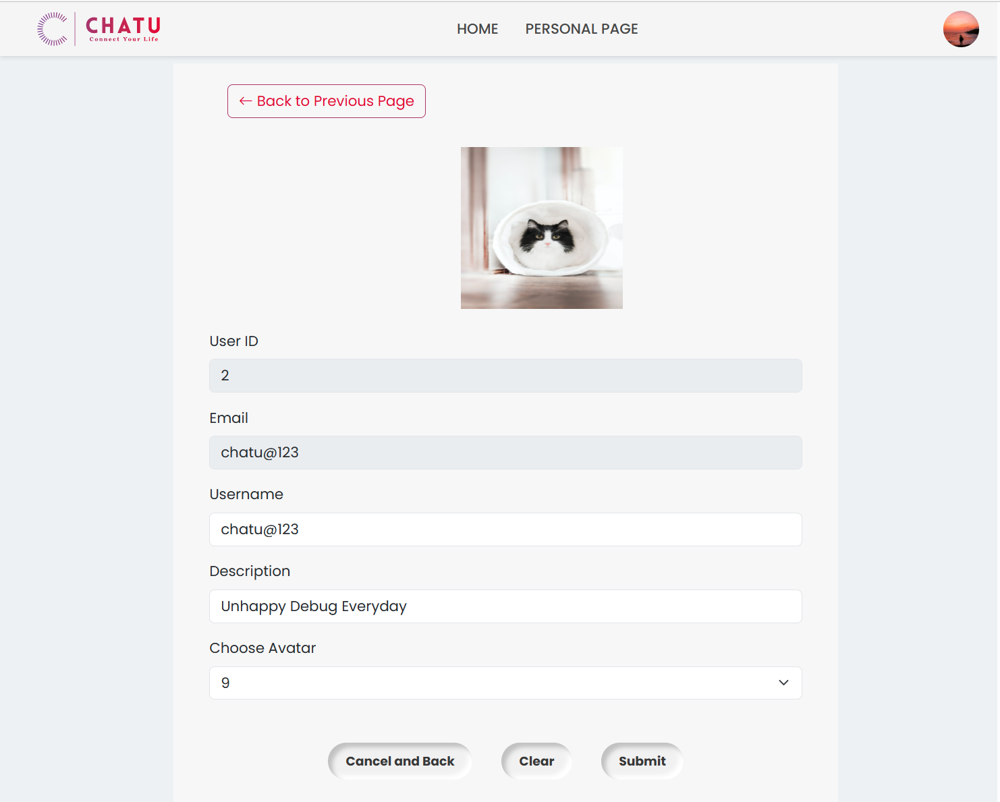 CHATU
Connect Your Life
HOME
PERSONAL PAGE
← Back to Previous Page
User ID
2
Email
chatu@123
Username
chatu@123
Description
Unhappy Debug Everyday
Choose Avatar
9
Cancel and Back
Clear
Submit